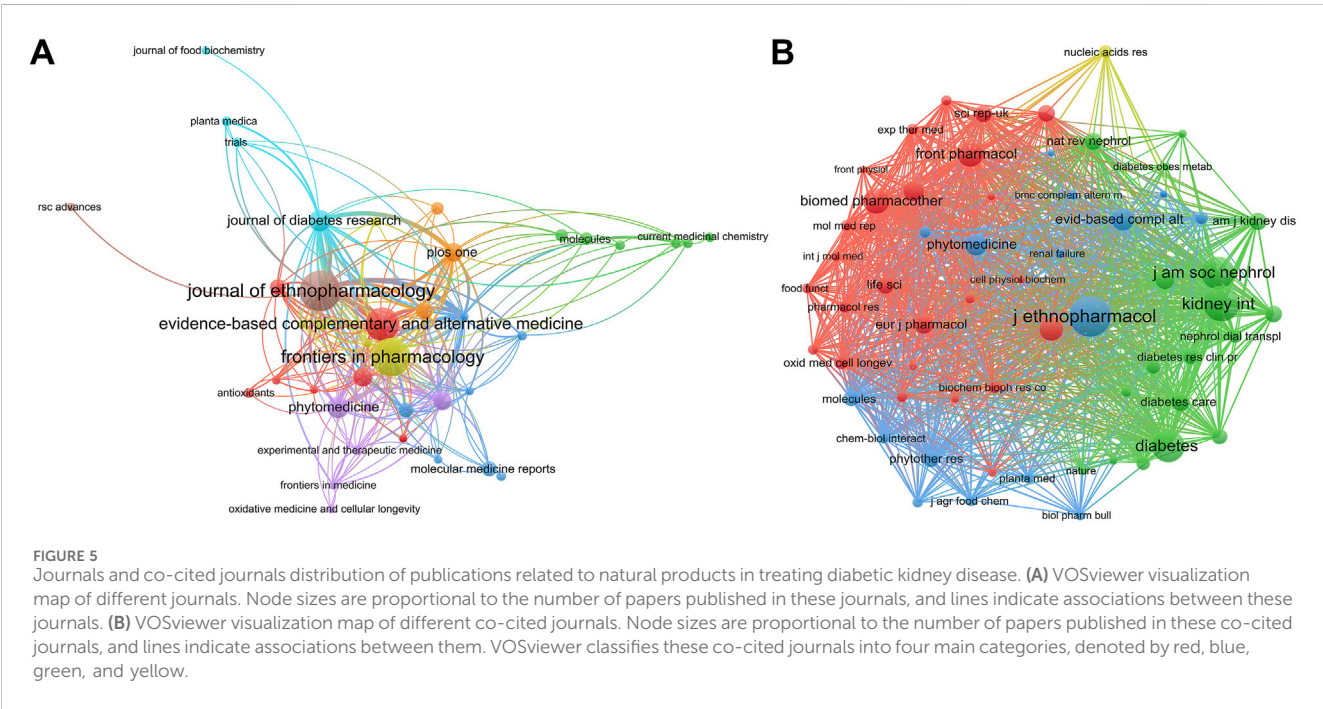 A
journal of food biochemistry
planta medica
trials
rsc advances
journal of diabetes research
plos one
molecules
current medicinal chemistry
journal of ethnopharmacology
evidence-based complementary and alternative medicine
frontiers in pharmacology
antioxidants
phytomedicine
experimental and therapeutic medicine
molecular medicine reports
frontiers in medicine
oxidative medicine and cellular longevity
B
nucleic acids res
sci rep-uk
exp ther med
nat rev nephrol
front pharmacol
front physiol
diabetes obes metab
biomed pharmacother
bmc complem altern m
evid-based compl alt
am j kidney dis
mol med rep
phytomedicine
renal failure
int j mol med
cell physiol biochem
j am soc nephrol
food funct
life sci
pharmacol res
kidney int
j ethnopharmacol
eur j pharmacol
nephrol dial transpl
diabetes res clin pr
oxid med cell longev
biochem bioph res co
molecules
diabetes care
chem-biol interact
phytother res
diabetes
nature
planta med
j agr food chem
biol pharm bull
FIGURE 5
Journals and co-cited journals distribution of publications related to natural products in treating diabetic kidney disease. (A) VOSviewer visualization
map of different journals. Node sizes are proportional to the number of papers published in these journals, and lines indicate associations between these
journals. (B) VOSviewer visualization map of different co-cited journals. Node sizes are proportional to the number of papers published in these co-cited
journals, and lines indicate associations between them. VOSviewer classifies these co-cited journals into four main categories, denoted by red, blue,
green, and yellow.